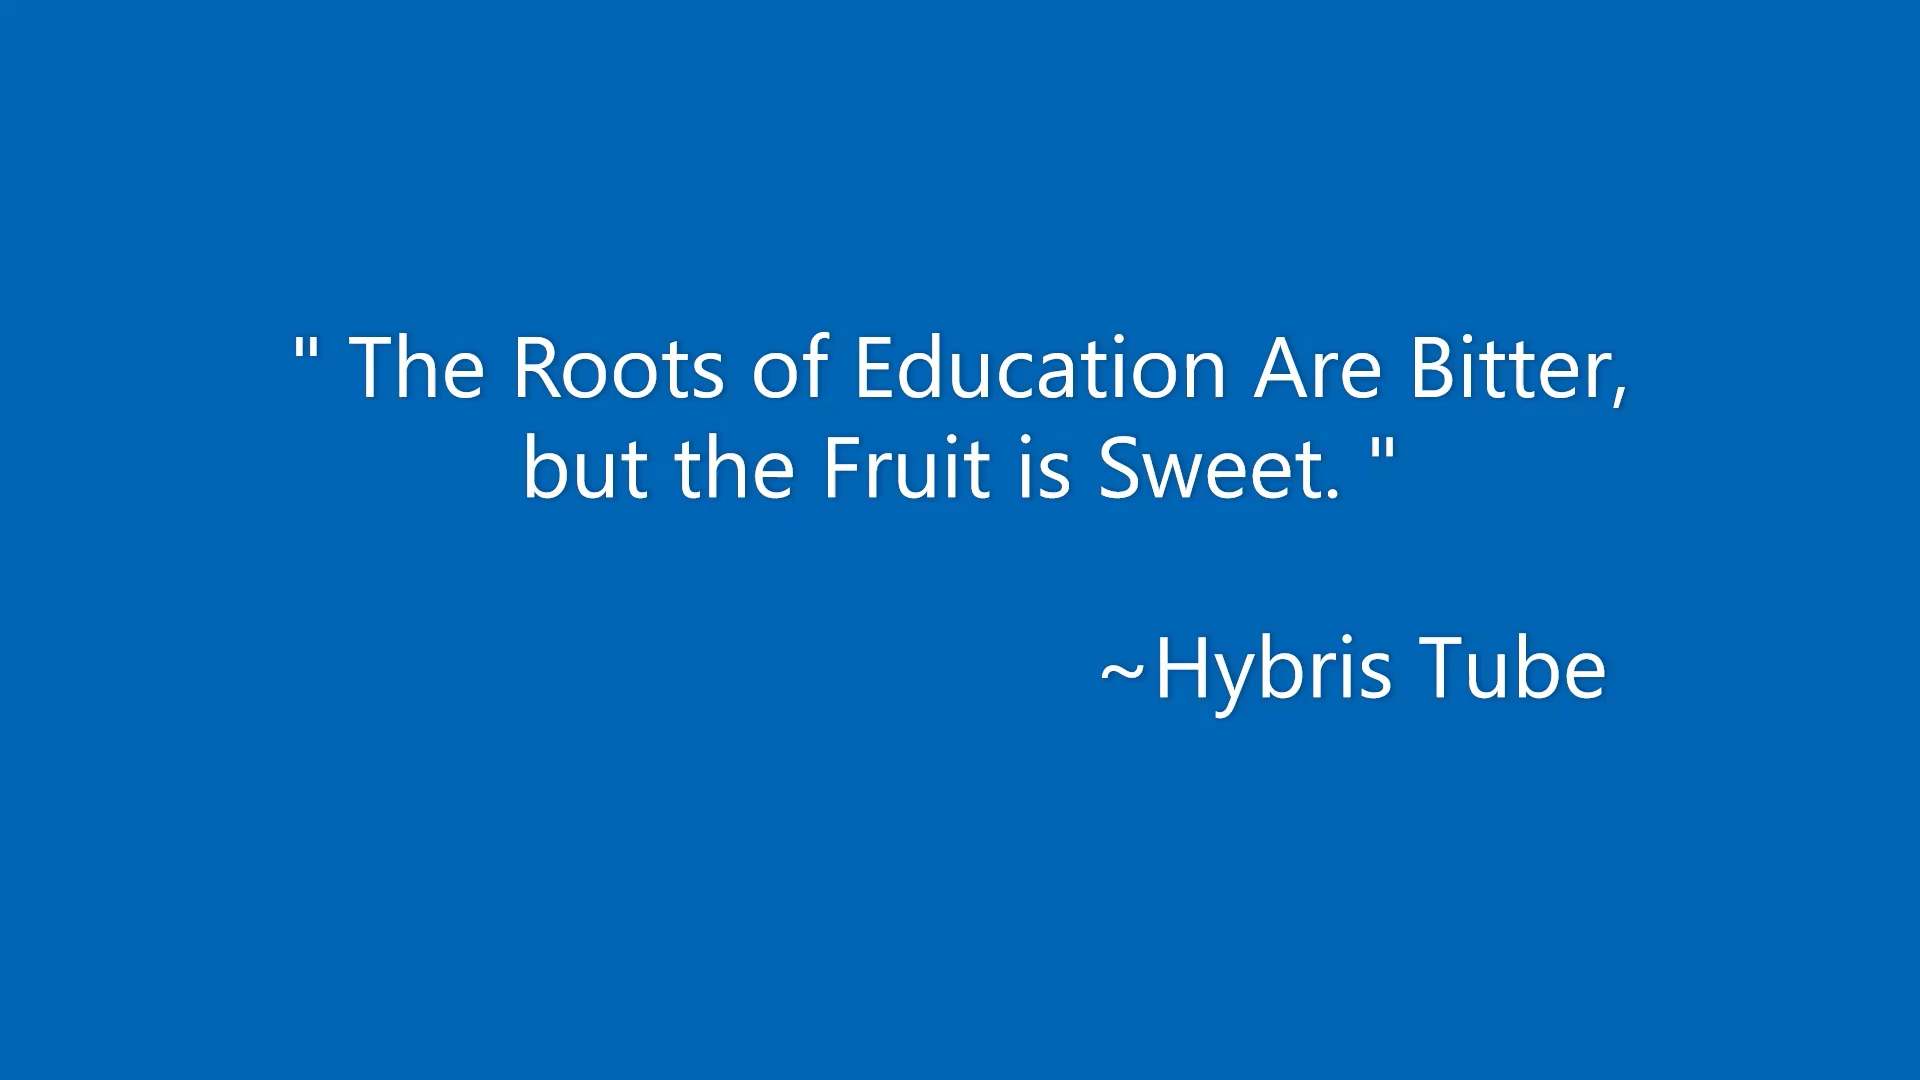 " The Roots of Education Are Bitter,
but the Fruit is Sweet. "
~Hybris Tube